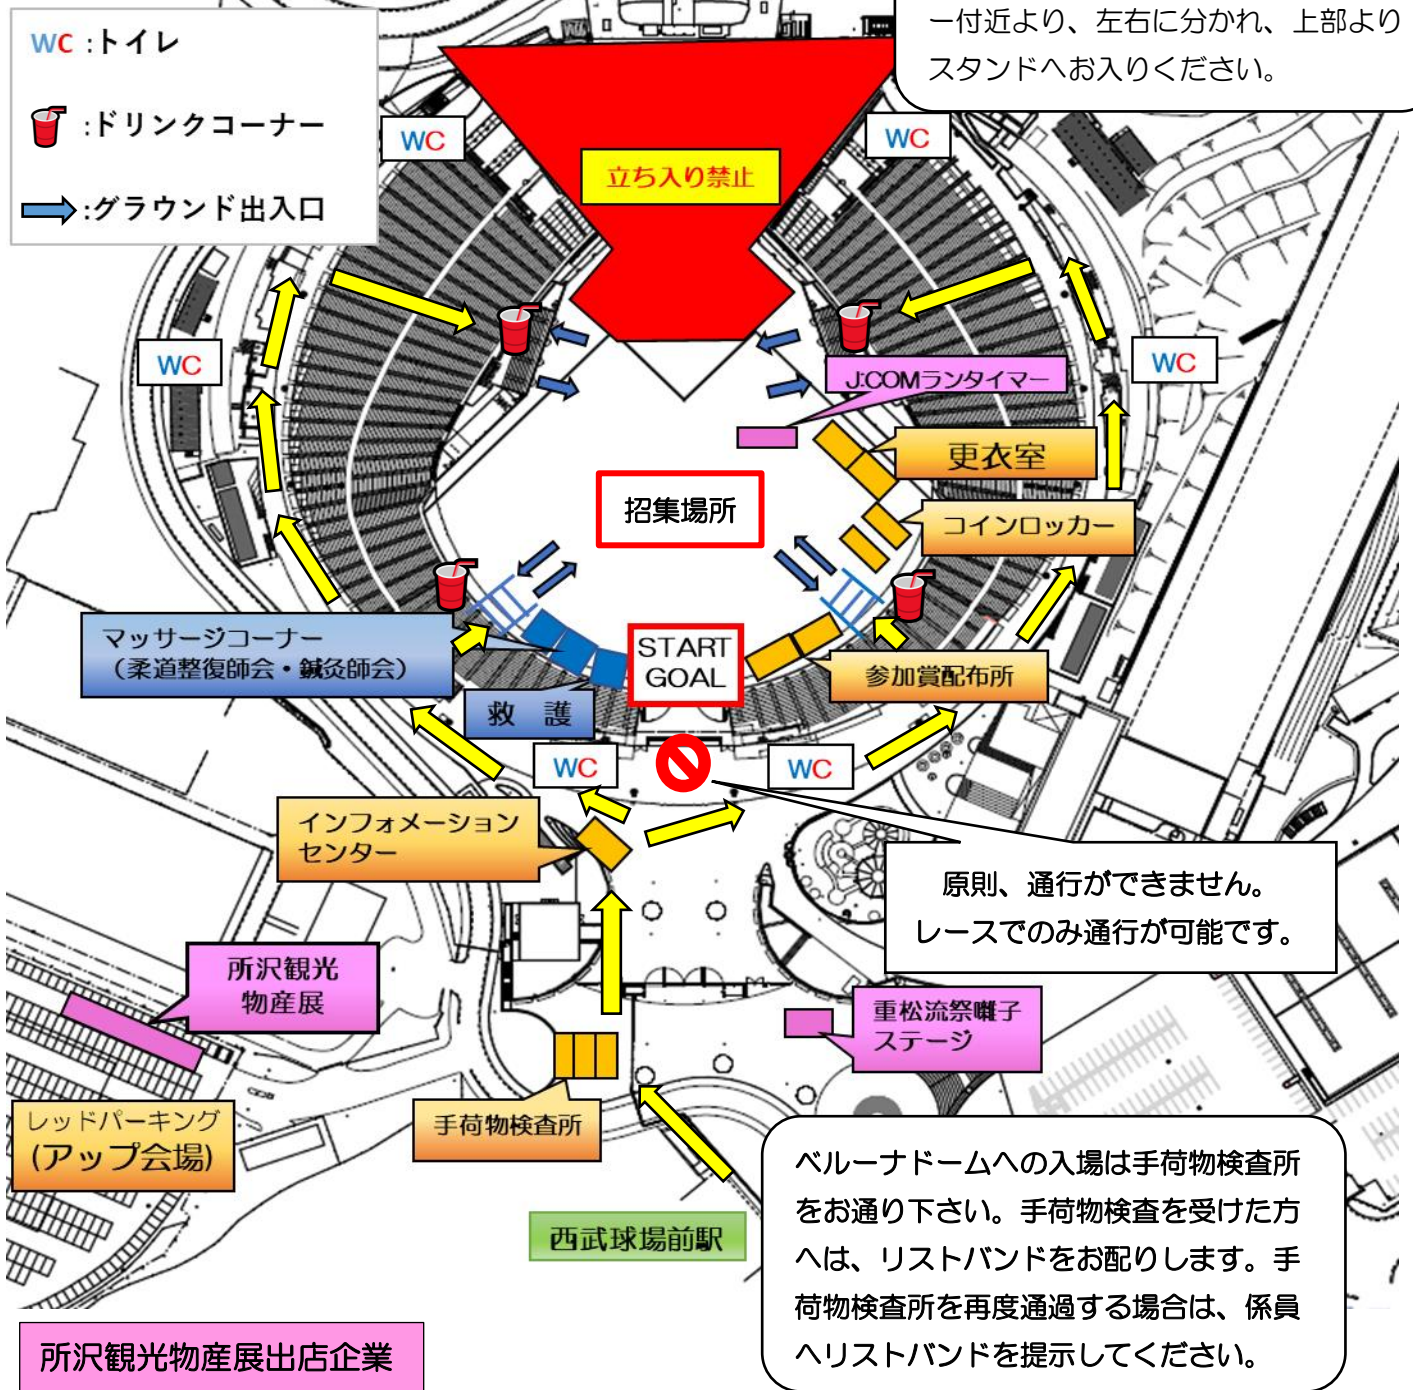 WC :トイレ
:ドリンクコーナー
:グラウンド出入口
ー付近より、左右に分かれ、上部より
スタンドへお入りください。
WC
WC
立ち入り禁止
WC
WC
J:COMランタイマー
更衣室
招集場所
コインロッカー
マッサージコーナー
（柔道整復師会・鍼灸師会）
START
GOAL
参加賞配布所
救 護
WC
WC
インフォメーション
センター
原則、通行ができません。
レースでのみ通行が可能です。
所沢観光
物産展
重松流祭囃子
ステージ
レッドパーキング
(アップ会場)
手荷物検査所
西武球場前駅
ベルーナドームへの入場は手荷物検査所
をお通り下さい。手荷物検査を受けた方
へは、リストバンドをお配りします。手
荷物検査所を再度通過する場合は、係員
へリストバンドを提示してください。
所沢観光物産展出店企業